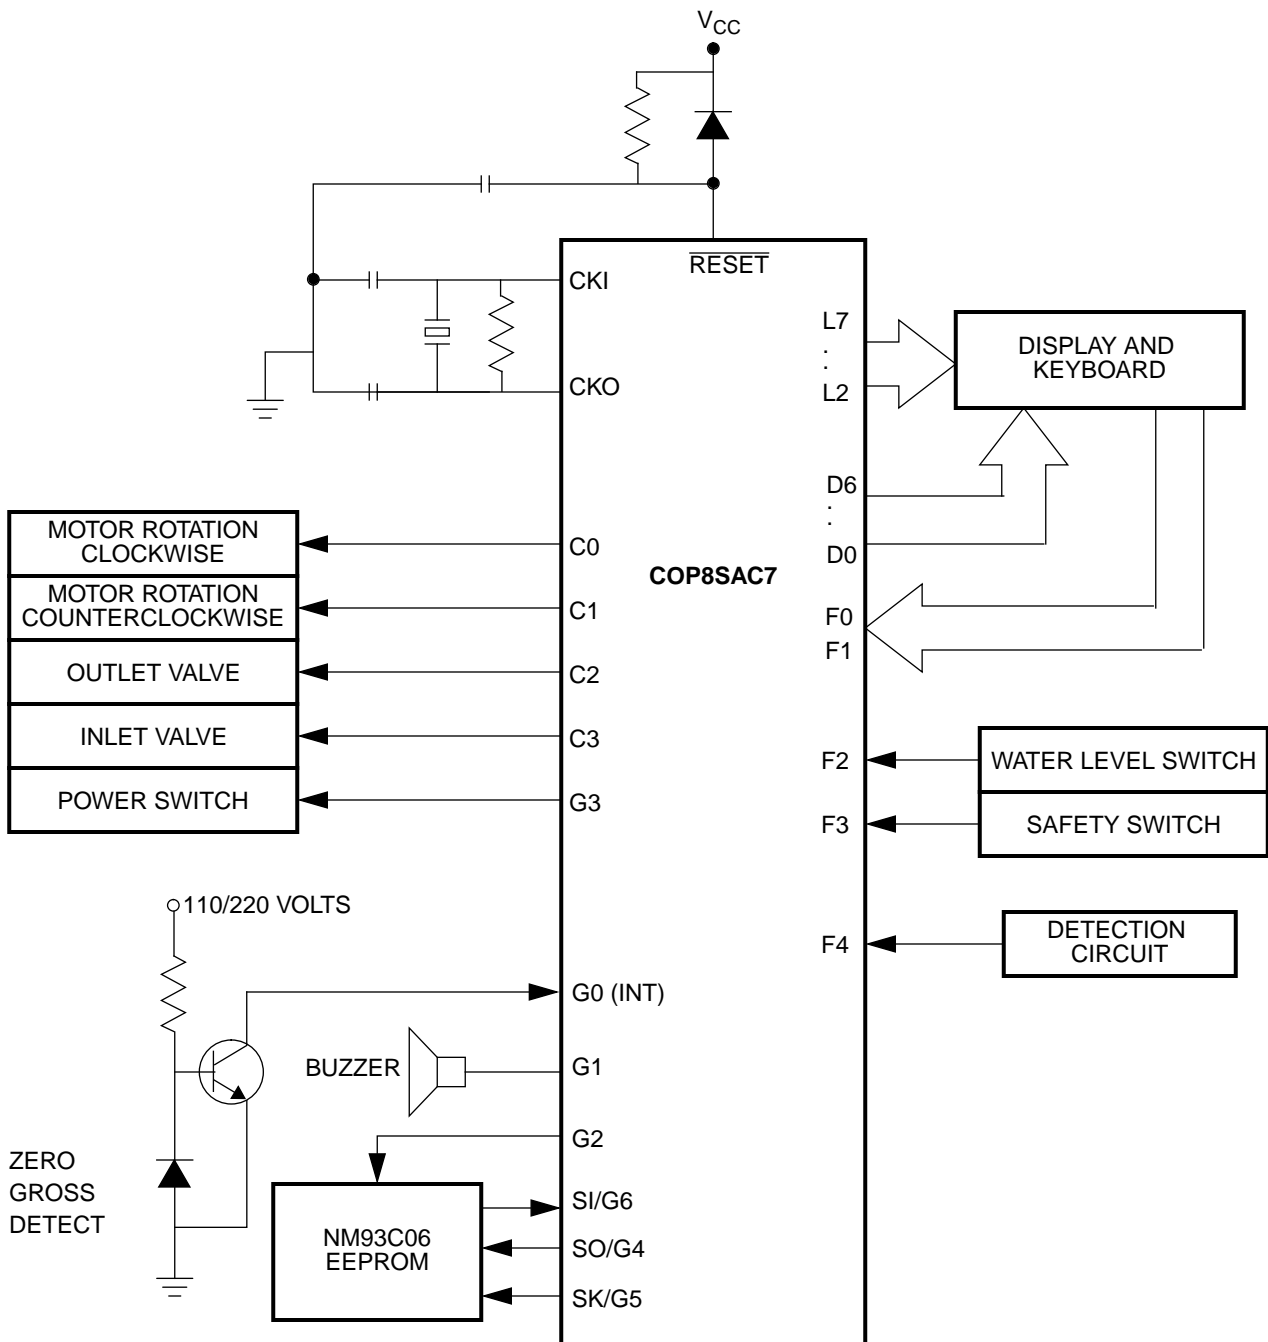 VCC
RESET
CKI
CKO
L7
.
.
L2
DISPLAY AND
KEYBOARD
D6
.
.
D0
MOTOR ROTATION
CLOCKWISE
C0
COP8SAC7
MOTOR ROTATION
COUNTERCLOCKWISE
C1
F0
F1
OUTLET VALVE
C2
INLET VALVE
C3
F2
WATER LEVEL SWITCH
POWER SWITCH
G3
F3
SAFETY SWITCH
110/220 VOLTS
F4
DETECTION
CIRCUIT
G0 (INT)
BUZZER
G1
G2
ZERO
GROSS
DETECT
NM93C06
EEPROM
SI/G6
SO/G4
SK/G5